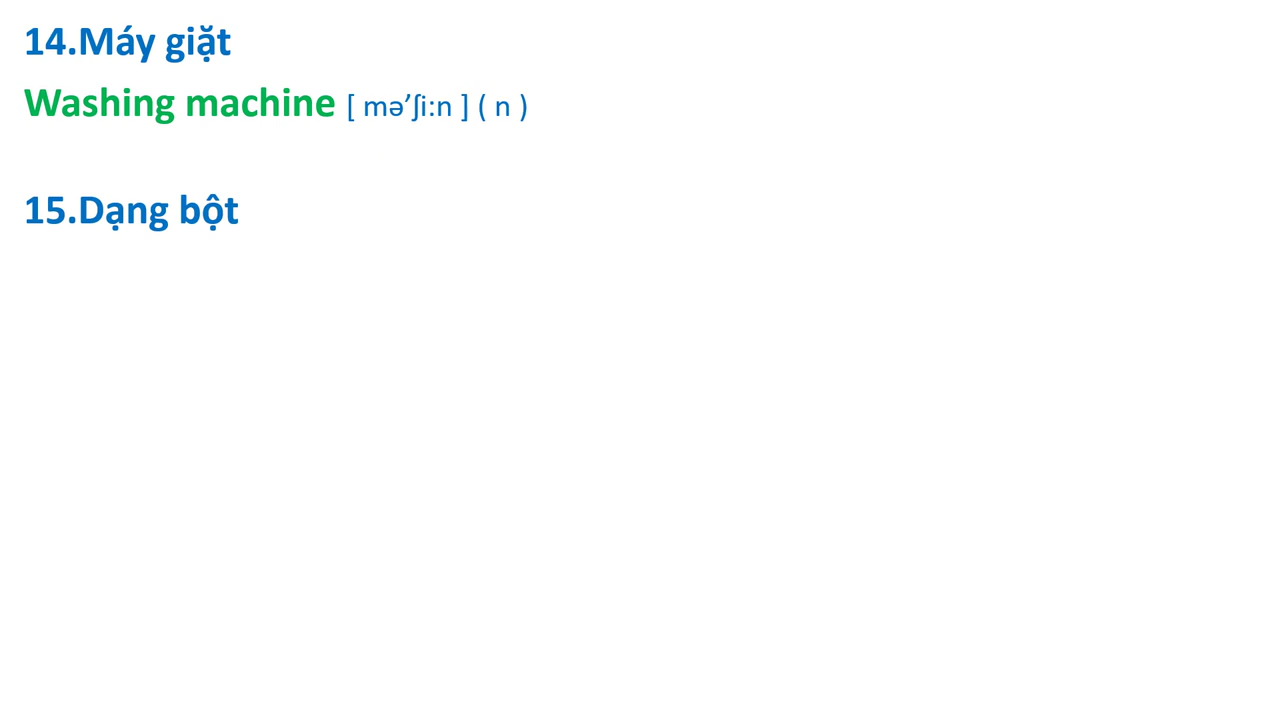 14.Máy giặt
Washing machine [ mə’ʃi:n ] ( n )
15.Dạng bột